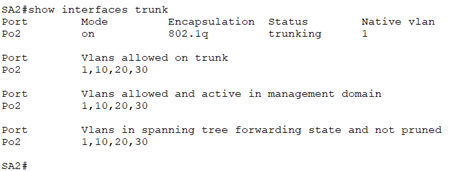 SA2#show interfaces trunk
Port Mode Encapsulation Status Native vlan
Po2 on 802.1q trunking 1
Port Vlans allowed on trunk
Po2 1,10,20,30
Port Vlans allowed and active in management domain
Po2 1,10,20,30
Port Vlans in spanning tree forwarding state and not pruned
Po2 1,10,20,30
SA2#